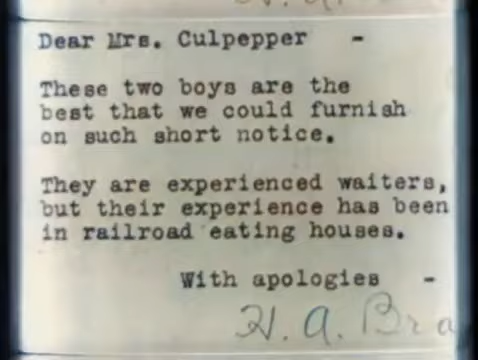 Dear Mrs. Culpepper -
These two boys are the
best that we could furnish
on such short notice.
They are experienced waiters,
but their experience has been
in railroad eating houses.
With apologies -
H. A. Bra